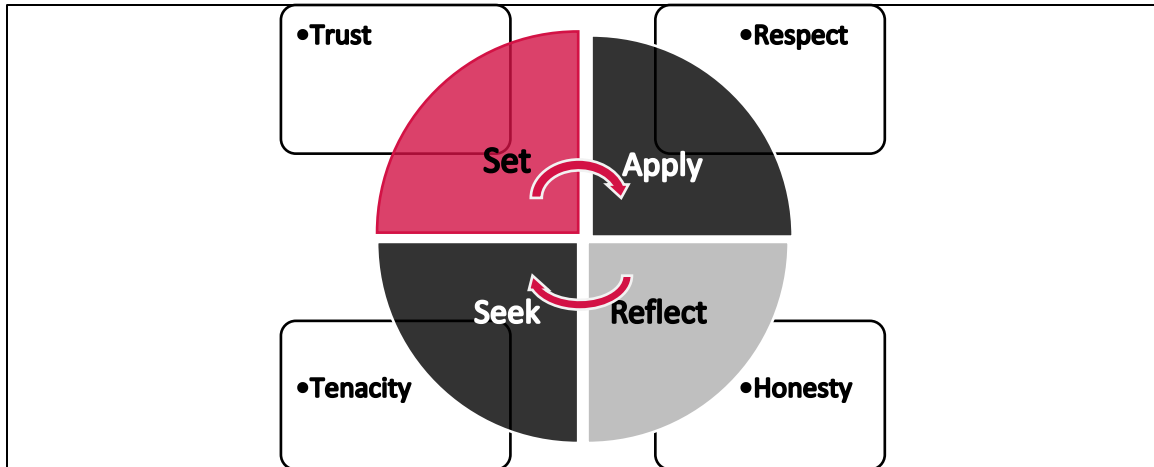 •Trust
•Respect
Set
Apply
Seek
Reflect
•Tenacity
•Honesty